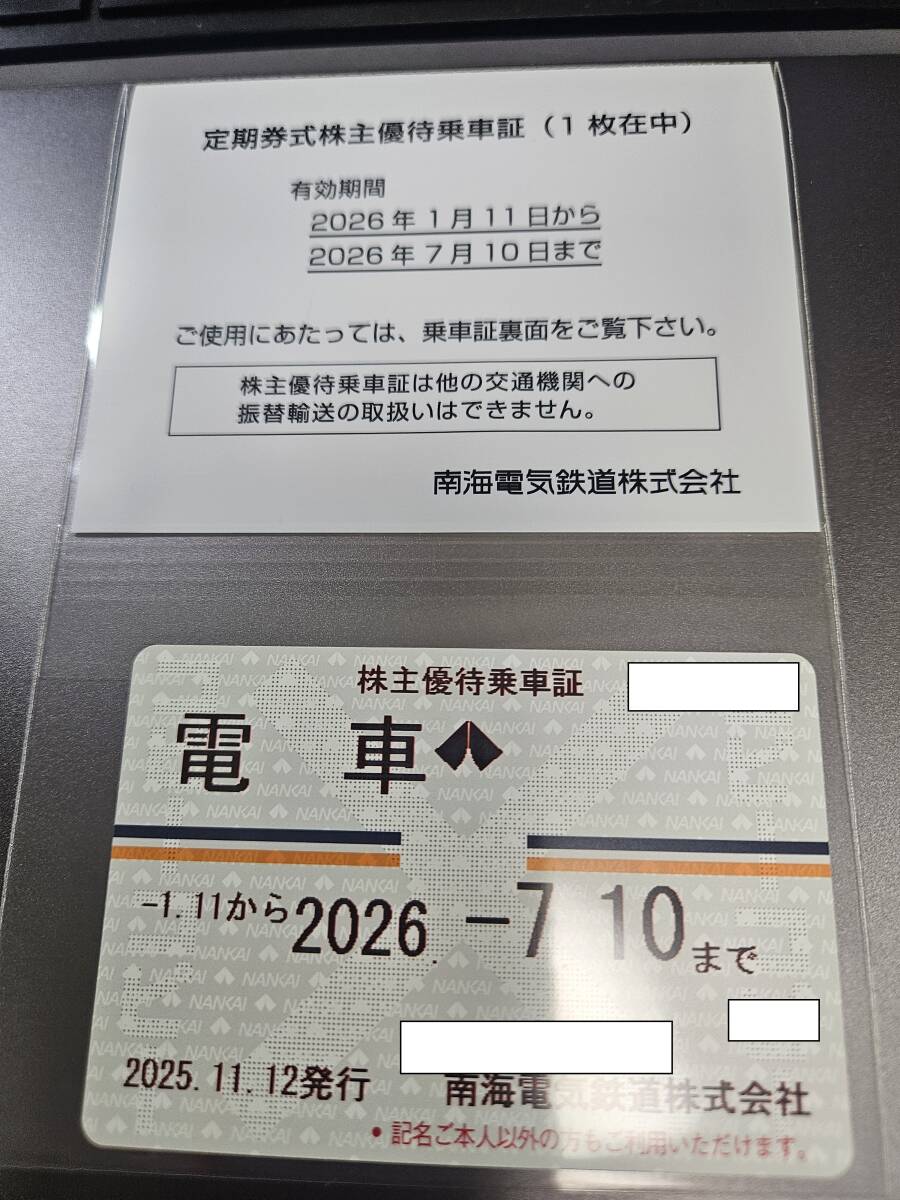 定期券式株主優待乗車証（1枚在中）
有効期間
2026年1月11日から
2026年7月10日まで
ご使用にあたっては、乗車証裏面をご覧下さい。
株主優待乗車証は他の交通機関への
振替輸送の取扱いはできません。
南海電気鉄道株式会社
株主優待乗車証
電 車
-1.11から2026.-7 10まで
2025.11.12発行
南海電気鉄道株式会社
•記名ご本人以外の方もご利用いただけます。